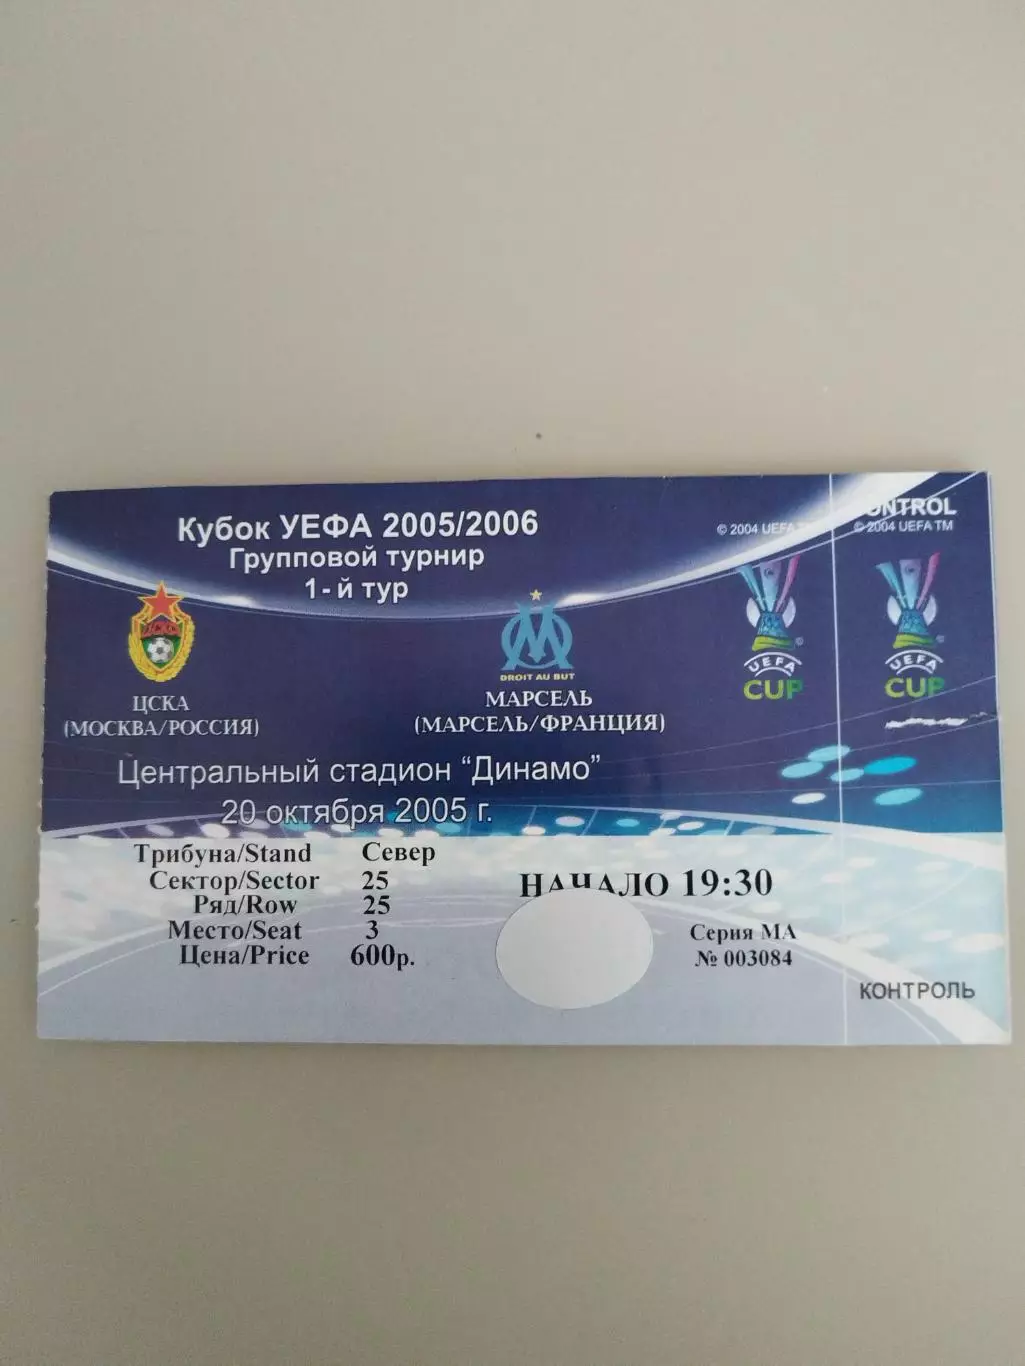 Кубок УЕФА 2005/2006
Групповой турнир
1-й тур
© 2004 UEFA
CONTROL
© 2004 UEFA TM
ЦСКА
DROIT AU BUT
UEFA
CUP
UEFA
CUP
ЦСКА
(МОСКВА/РОССИЯ)
МАРСЕЛЬ
(МАРСЕЛЬ/ФРАНЦИЯ)
Центральный стадион "Динамо"
20 октября 2005 г.
Трибуна/Stand Север
Сектор/Sector 25
Ряд/Row 25
Место/Seat 3
Цена/Price 600р.
НАЧАЛО 19:30
Серия МА
№ 003084
КОНТРОЛЬ